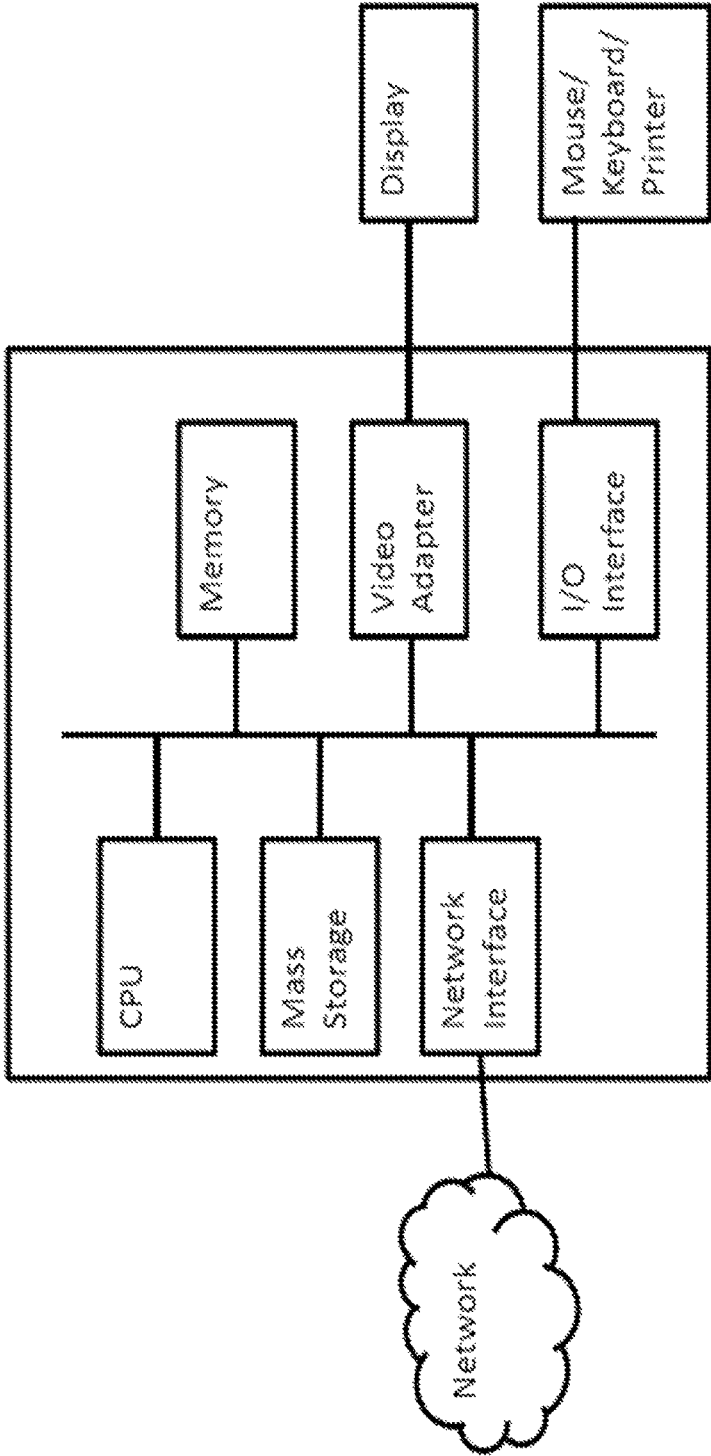 CPU
Memory
Mass
Storage
Video
Adapter
Display
Network
Network
Interface
I/O
Interface
Mouse/
Keyboard/
Printer